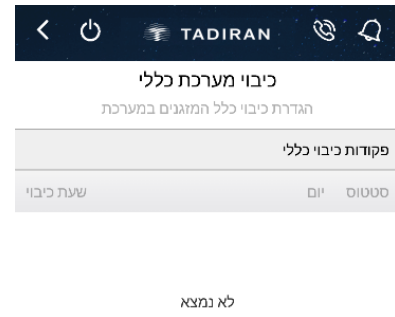 TADIRAN
כיבוי מערכת כללי
הגדרת כיבוי כלל המזגנים במערכת
פקודות כיבוי כללי
סטטוס יום שעת כיבוי
לא נמצא